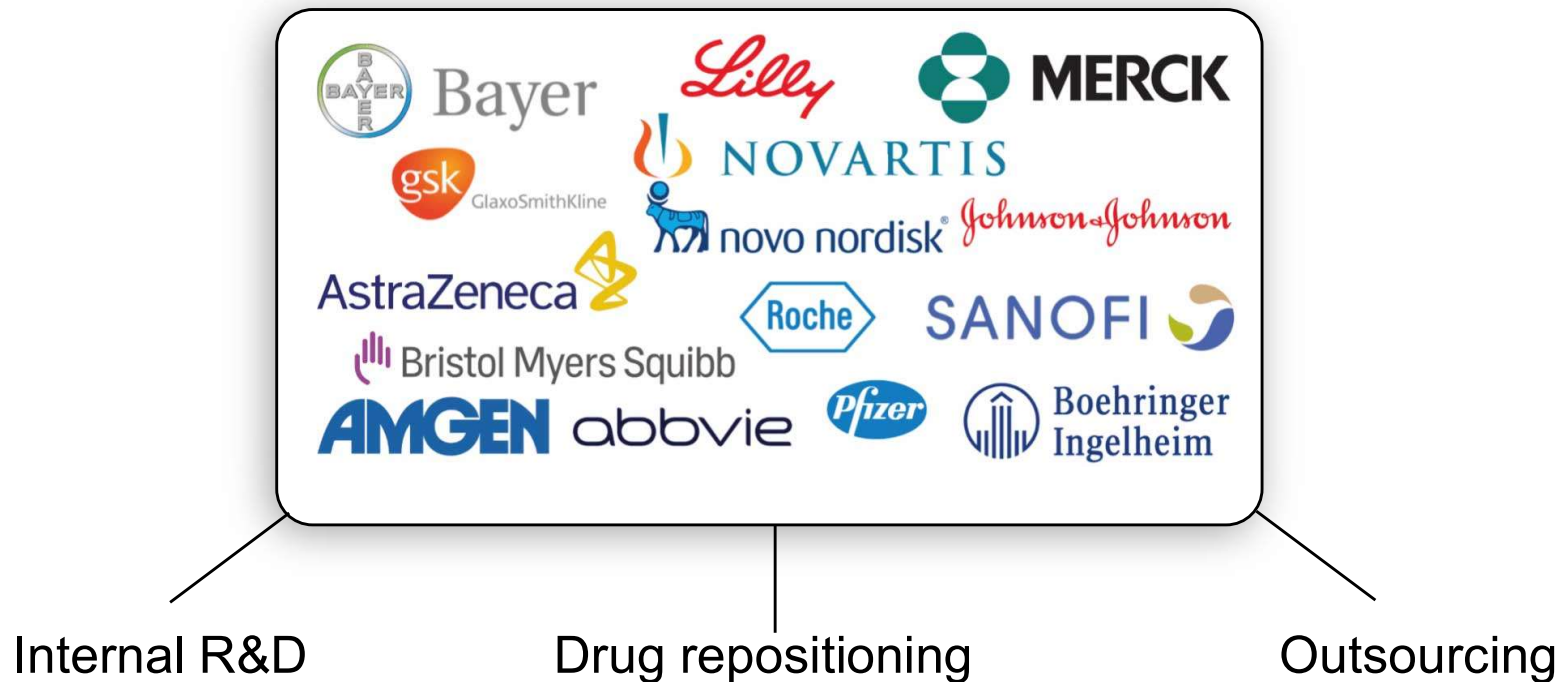 BAYER
BAYER
Bayer
Lilly
MERCK
NOVARTIS
gsk
GlaxoSmithKline
novo nordisk®
Johnson&Johnson
AstraZeneca
Roche
SANOFI
Bristol Myers Squibb
AMGEN
abbvie
Pfizer
Boehringer
Ingelheim
Internal R&D
Drug repositioning
Outsourcing